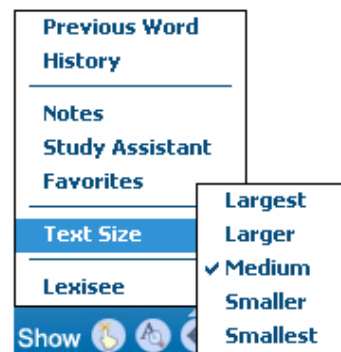 Previous Word
History
Notes
Study Assistant
Favorites
Text Size
Lexisee
Show
Largest
Larger
Medium
Smaller
Smallest